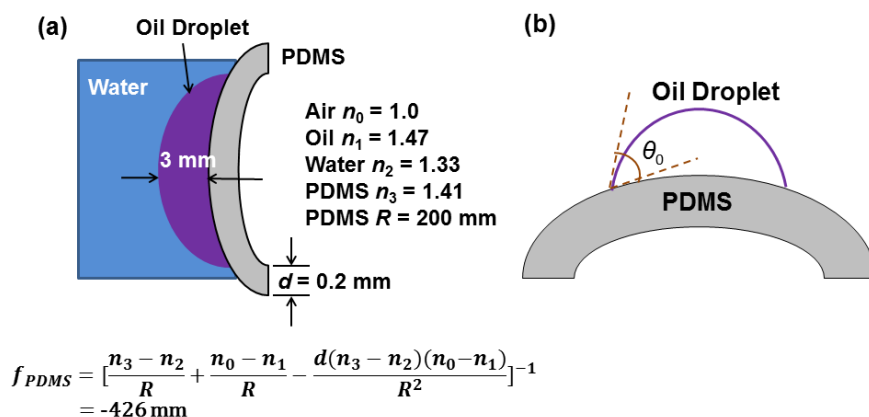 (a)
Oil Droplet
PDMS
Water
3 mm
Air n₀ = 1.0
Oil n₁ = 1.47
Water n₂ = 1.33
PDMS n₃ = 1.41
PDMS R = 200 mm
d = 0.2 mm
(b)
Oil Droplet
θ₀
PDMS
f_PDMS = [(n₃ − n₂)/R + (n₀ − n₁)/R − d(n₃ − n₂)(n₀−n₁)/R²]⁻¹
= -426 mm